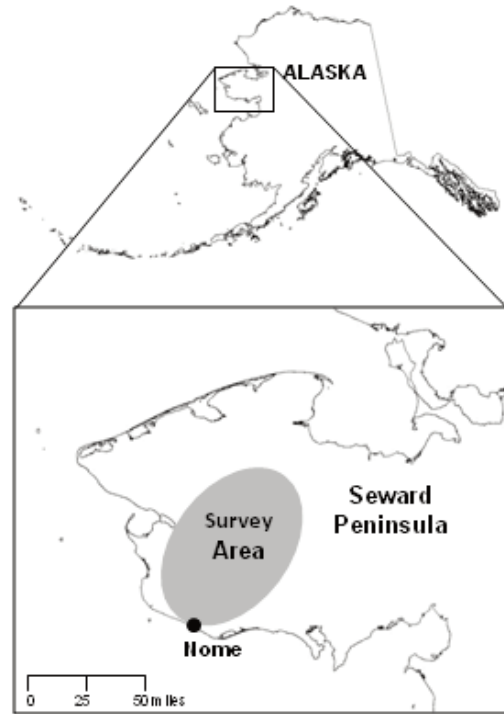 ALASKA
Seward
Peninsula
Survey
Area
Nome
0 25 50 miles